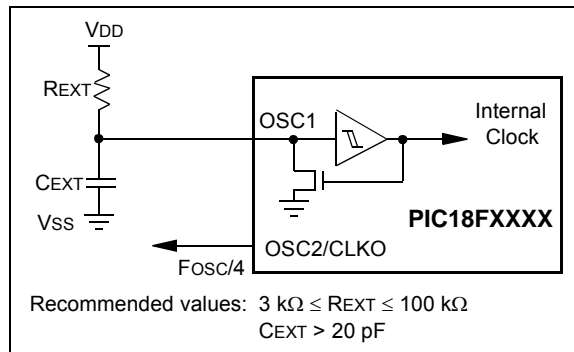 VDD
REXT
OSC1
Internal
Clock
CEXT
VSS
PIC18FXXXX
OSC2/CLKO
FOSC/4
Recommended values: 3 kΩ ≤ REXT ≤ 100 kΩ
CEXT > 20 pF